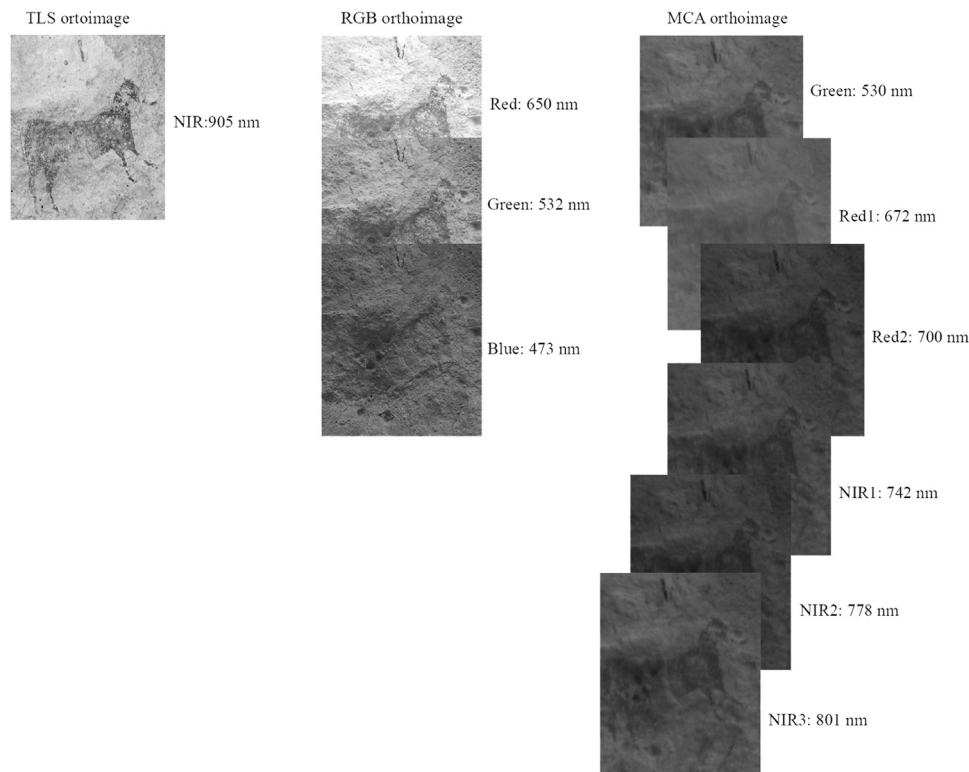 TLS ortoimage
NIR:905 nm
RGB orthoimage
Red: 650 nm
Green: 532 nm
Blue: 473 nm
MCA orthoimage
Green: 530 nm
Red1: 672 nm
Red2: 700 nm
NIR1: 742 nm
NIR2: 778 nm
NIR3: 801 nm